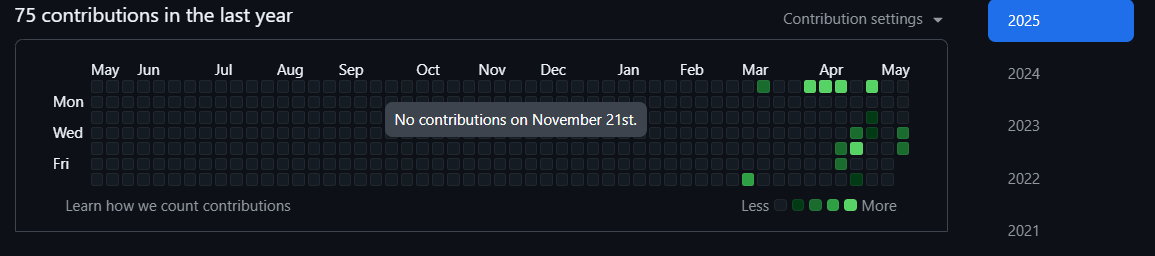 75 contributions in the last year
Contribution settings
2025
2024
2023
2022
2021
May Jun Jul Aug Sep Oct Nov Dec Jan Feb Mar Apr May
Mon
No contributions on November 21st.
Wed
Fri
Learn how we count contributions
Less More